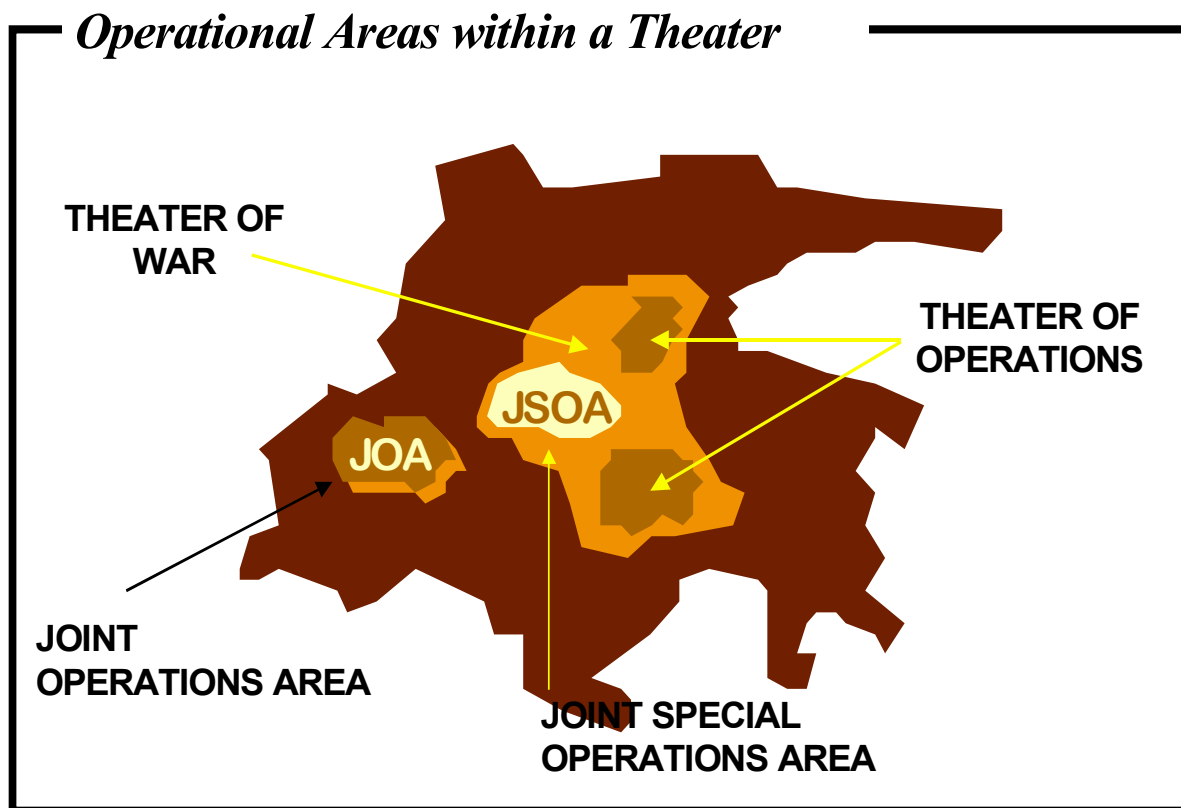 Operational Areas within a Theater
THEATER OF
WAR
THEATER OF
OPERATIONS
JSOA
JOA
JOINT
OPERATIONS AREA
JOINT SPECIAL
OPERATIONS AREA